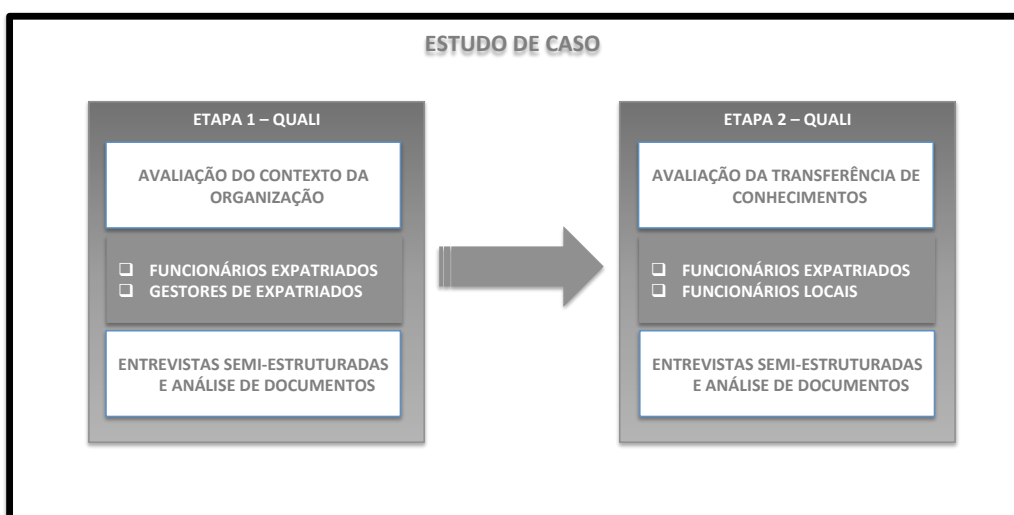 ESTUDO DE CASO
ETAPA 1 – QUALI
AVALIAÇÃO DO CONTEXTO DA
ORGANIZAÇÃO
FUNCIONÁRIOS EXPATRIADOS
GESTORES DE EXPATRIADOS
ENTREVISTAS SEMI-ESTRUTURADAS
E ANÁLISE DE DOCUMENTOS
ETAPA 2 – QUALI
AVALIAÇÃO DA TRANSFERÊNCIA DE
CONHECIMENTOS
FUNCIONÁRIOS EXPATRIADOS
FUNCIONÁRIOS LOCAIS
ENTREVISTAS SEMI-ESTRUTURADAS
E ANÁLISE DE DOCUMENTOS